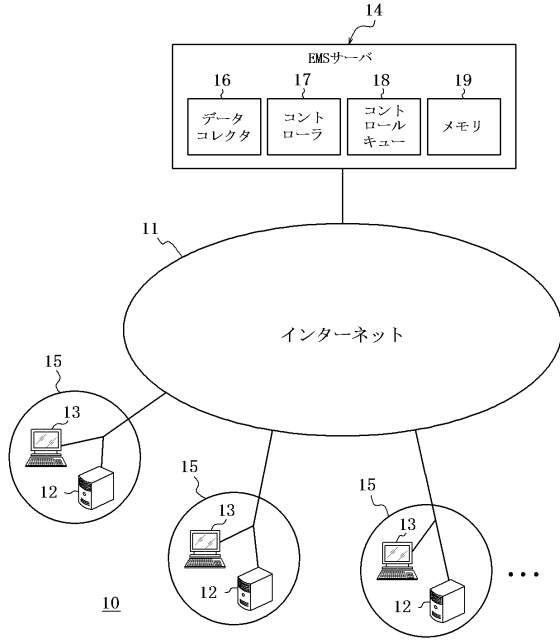 14
EMSサーバ
16
17
18
19
データ
コレクタ
コント
ローラ
コント
ロール
キュー
メモリ
11
インターネット
15
13
12
15
13
12
15
13
12
...
10